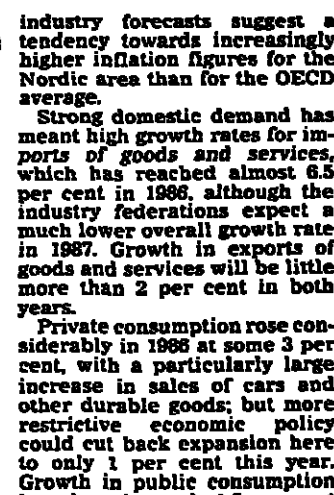 industry forecasts suggest a
tendency towards increasingly
higher inflation figures for the
Nordic area than for the OECD
average.
Strong domestic demand has
meant high growth rates for im-
ports of goods and services,
which has reached almost 6.5
per cent in 1986, although the
industry federations expect a
much lower overall growth rate
in 1987. Growth in exports of
goods and services will be little
more than 2 per cent in both
years.
Private consumption rose con-
siderably in 1986 at some 3 per
cent, with a particularly large
increase in sales of cars and
other durable goods; but more
restrictive economic policy
could cut back expansion here
to only 1 per cent this year.
Growth in public consumption